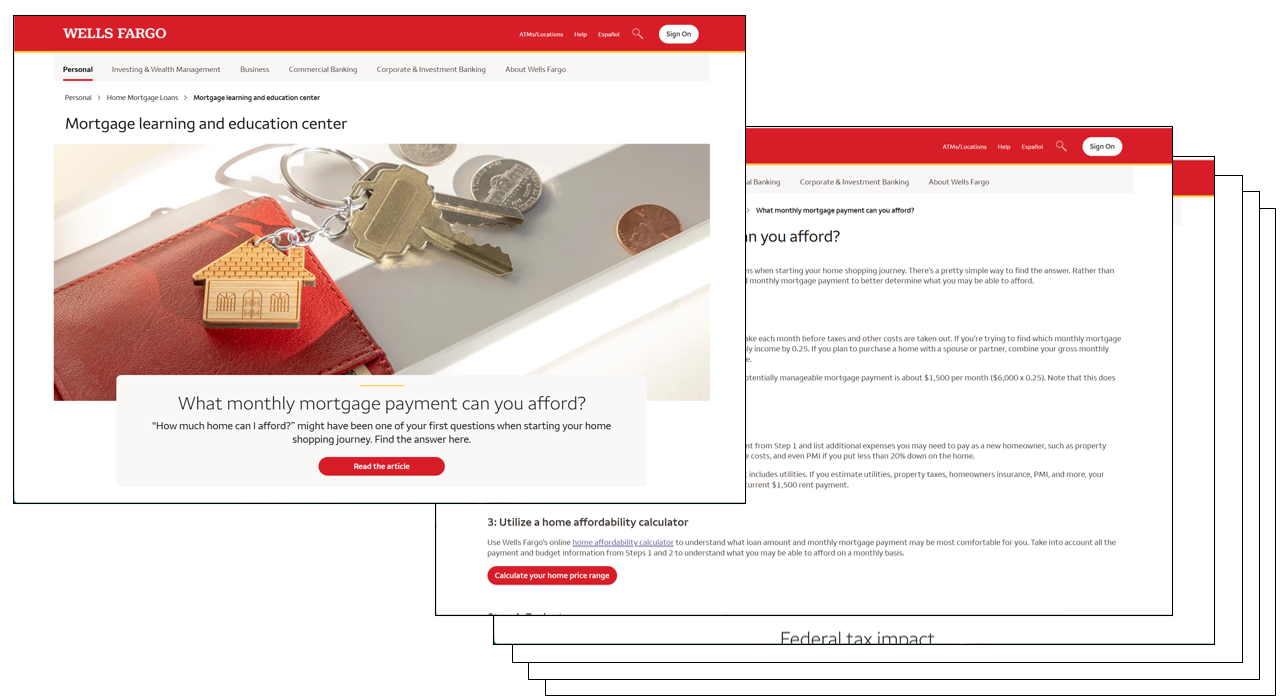 WELLS FARGO
ATMs/Locations Help Español Sign On
Personal Investing & Wealth Management Business Commercial Banking Corporate & Investment Banking About Wells Fargo
Personal > Home Mortgage Loans > Mortgage learning and education center
Mortgage learning and education center
What monthly mortgage payment can you afford?
"How much home can I afford?” might have been one of your first questions when starting your home
shopping journey. Find the answer here.
Read the article
ATMs/Locations Help Español Sign On
al Banking Corporate & Investment Banking About Wells Fargo
> What monthly mortgage payment can you afford?
an you afford?
ns when starting your home shopping journey. There's a pretty simple way to find the answer. Rather than
monthly mortgage payment to better determine what you may be able to afford.
ake each month before taxes and other costs are taken out. If you're trying to find which monthly mortgage
ly income by 0.25. If you plan to purchase a home with a spouse or partner, combine your gross monthly
e.
otentially manageable mortgage payment is about $1,500 per month ($6,000 x 0.25). Note that this does
nt from Step 1 and list additional expenses you may need to pay as a new homeowner, such as property
e costs, and even PMI if you put less than 20% down on the home.
includes utilities. If you estimate utilities, property taxes, homeowners insurance, PMI, and more, your
current $1,500 rent payment.
3: Utilize a home affordability calculator
Use Wells Fargo's online home affordability calculator to understand what loan amount and monthly mortgage payment may be most comfortable for you. Take into account all the
payment and budget information from Steps 1 and 2 to understand what you may be able to afford on a monthly basis.
Calculate your home price range
Federal tax impact